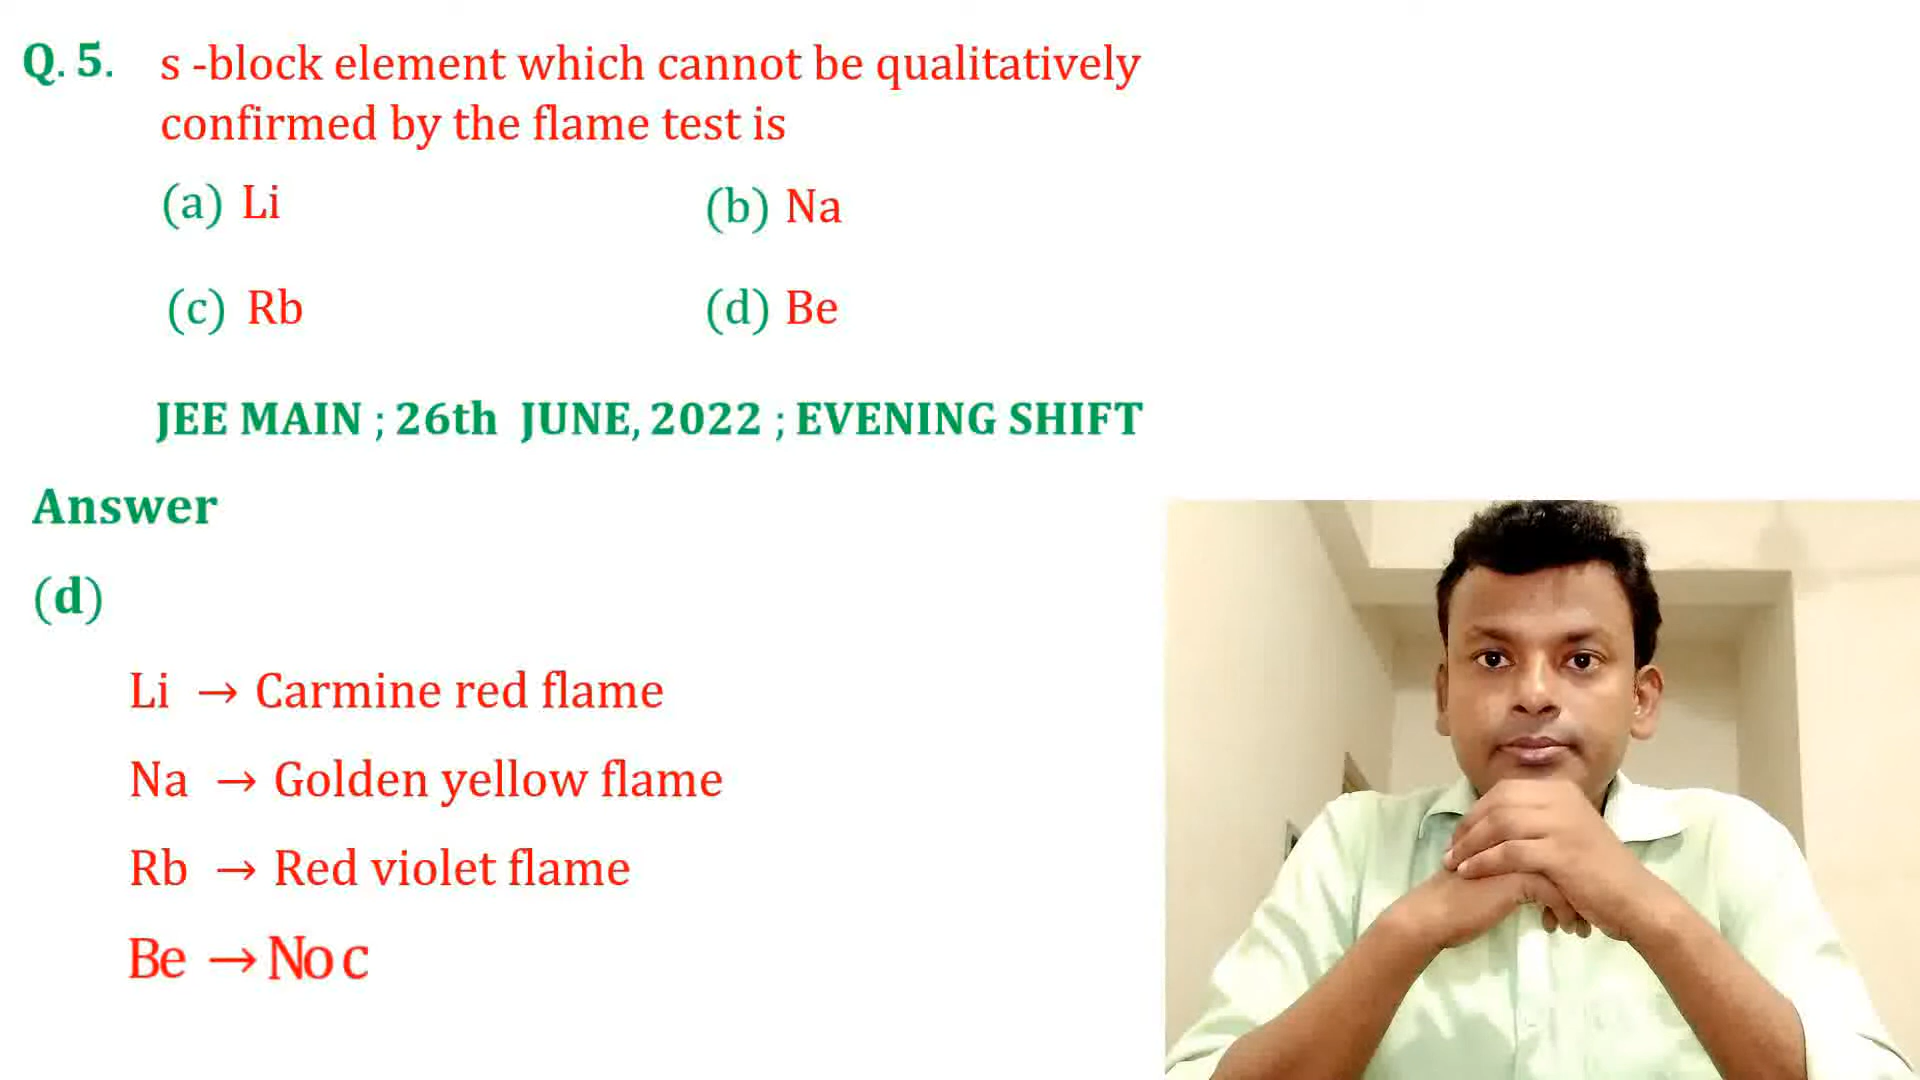 Q. 5. s -block element which cannot be qualitatively
confirmed by the flame test is
(a) Li (b) Na
(c) Rb (d) Be
JEE MAIN ; 26th JUNE, 2022 ; EVENING SHIFT
Answer
(d)
Li → Carmine red flame
Na → Golden yellow flame
Rb → Red violet flame
Be → No c